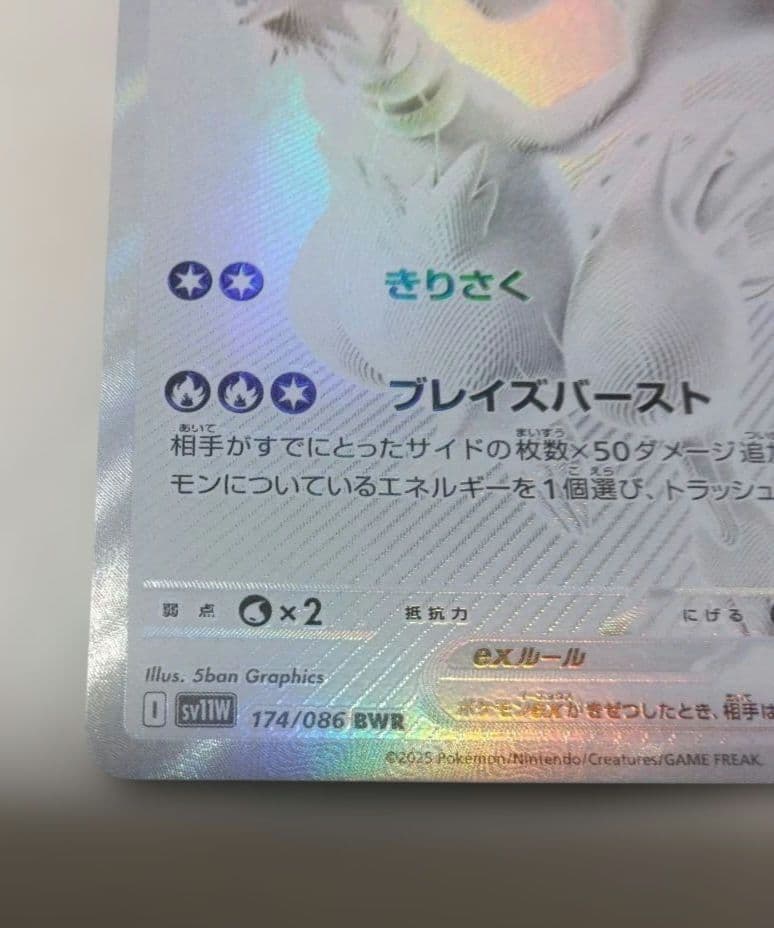 きりさく
ブレイズバースト
相手がすでにとったサイドの枚数×50ダメージ追
モンについているエネルギーを1個選び、トラッシュ
弱点 ×2 抵抗力 にげる
exルール
Illus. 5ban Graphics
ポケモンexがきぜつしたとき、相手は
I sv11W 174/086 BWR
©2025 Pokémon/Nintendo/Creatures/GAME FREAK.